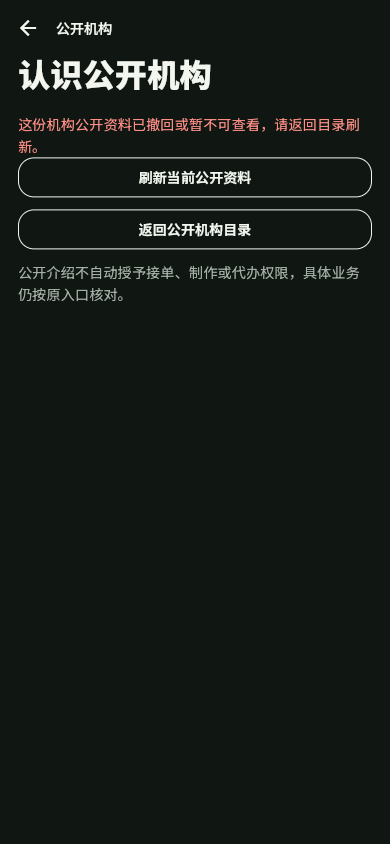 公开机构
认识公开机构
这份机构公开资料已撤回或暂不可查看，请返回目录刷
新。
刷新当前公开资料
返回公开机构目录
公开介绍不自动授予接单、制作或代办权限，具体业务
仍按原入口核对。